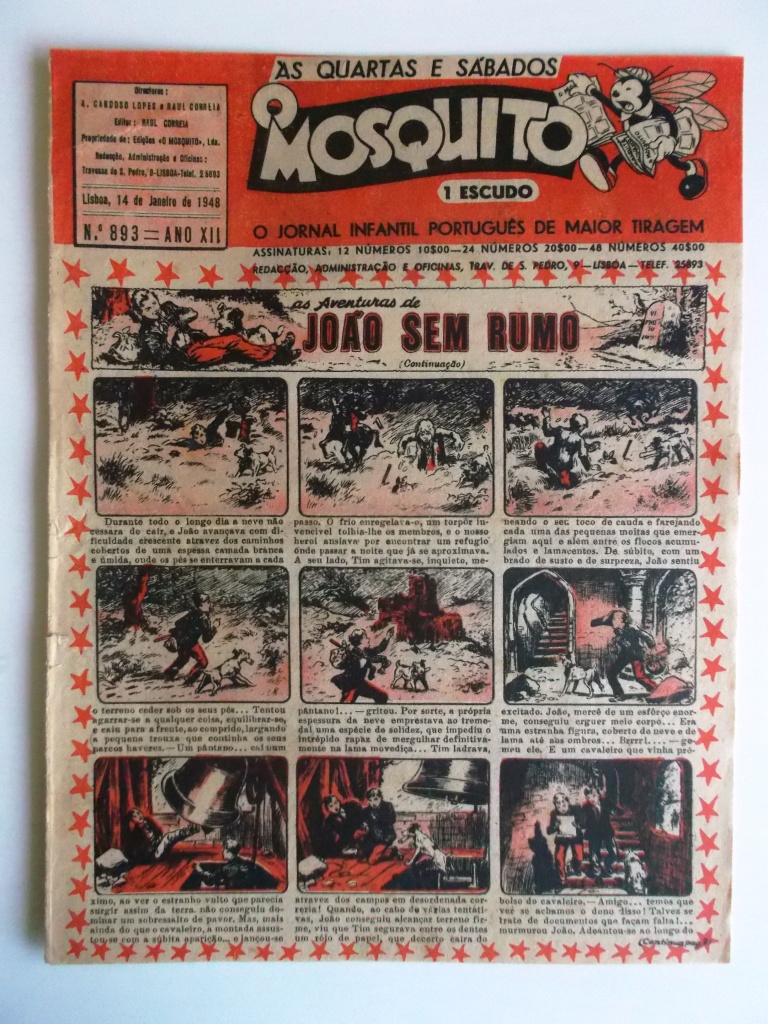 Directores:
A. CARDOSO LOPES e RAUL CORREIA
Editor: RAUL CORREIA
Propriedade de: Edições «O MOSQUITO», Lda.
Redacção, Administração e Oficinas:
Travessa de S. Pedro, 9-LISBOA-Telef. 25693
Lisboa, 14 de Janeiro de 1948
N.º 893 = ANO XII
ÀS QUARTAS E SÁBADOS
O MOSQUITO
1 ESCUDO
O JORNAL INFANTIL PORTUGUÊS DE MAIOR TIRAGEM
ASSINATURAS: 12 NÚMEROS 10$00—24 NÚMEROS 20$00—48 NÚMEROS 40$00
REDACÇÃO, ADMINISTRAÇÃO E OFICINAS, TRAV. DE S. PEDRO, 9—LISBOA—TELEF. 25693
as Aventuras de
JOÃO SEM RUMO
(Continuação)
Durante todo o longo dia a neve não
cessara de cair, e João avançava com di-
ficuldade crescente atravez dos caminhos
cobertos de uma espessa camada branca
e úmida, onde os pés se enterravam a cada
passo. O frio enregelava-o, um torpor in-
vencível tolhia-lhe os membros, e o nosso
herói ansiava por encontrar um refúgio
onde passar a noite que já se aproximava.
A seu lado, Tim agitava-se, inquieto, me-
neando o seu toco de cauda e farejando
cada uma das pequenas moitas que emer-
giam aqui e além entre os flocos acumu-
lados e lamacentos. De súbito, com um
brado de susto e de surpreza, João sentiu
o terreno ceder sob os seus pés... Tentou
agarrar-se a qualquer coisa, equilibrar-se,
e caiu para a frente, ao comprido, largando
a pequena trouxa que continha os seus
parcos haveres. — Um pântano... caí num
pântano!... — gritou. Por sorte, a própria
espessura da neve emprestava ao treme-
dal uma espécie de solidez, que impediu o
intrépido rapaz de mergulhar definitiva-
mente na lama movediça... Tim ladrava,
excitado. João, mercê de um esfôrço enor-
me, conseguiu erguer meio corpo... Era
uma estranha figura, coberto de neve e de
lama até aos ombros... Brrrr!... — ge-
meu ele. E um cavaleiro que vinha pró-
ximo, ao ver o estranho vulto que parecia
surgir assim da terra, não conseguiu do-
minar um sobressalto de pavor. Mas, mais
ainda do que o cavaleiro, a montada assus-
tou-se com a súbita aparição... e lançou-se
atravez dos campos em desordenada cor-
reria! Quando, ao cabo de várias tentáti-
vas, João conseguiu alcançar terreno fir-
me, viu que Tim segurava entre os dentes
um rôlo de papel, que decerto caira do
bolso do cavaleiro. — Amigo... temos que
ver se achamos o dono disso! Talvez se
trate de documentos que façam falta!...
murmurou João. Adeantou-se ao longo do